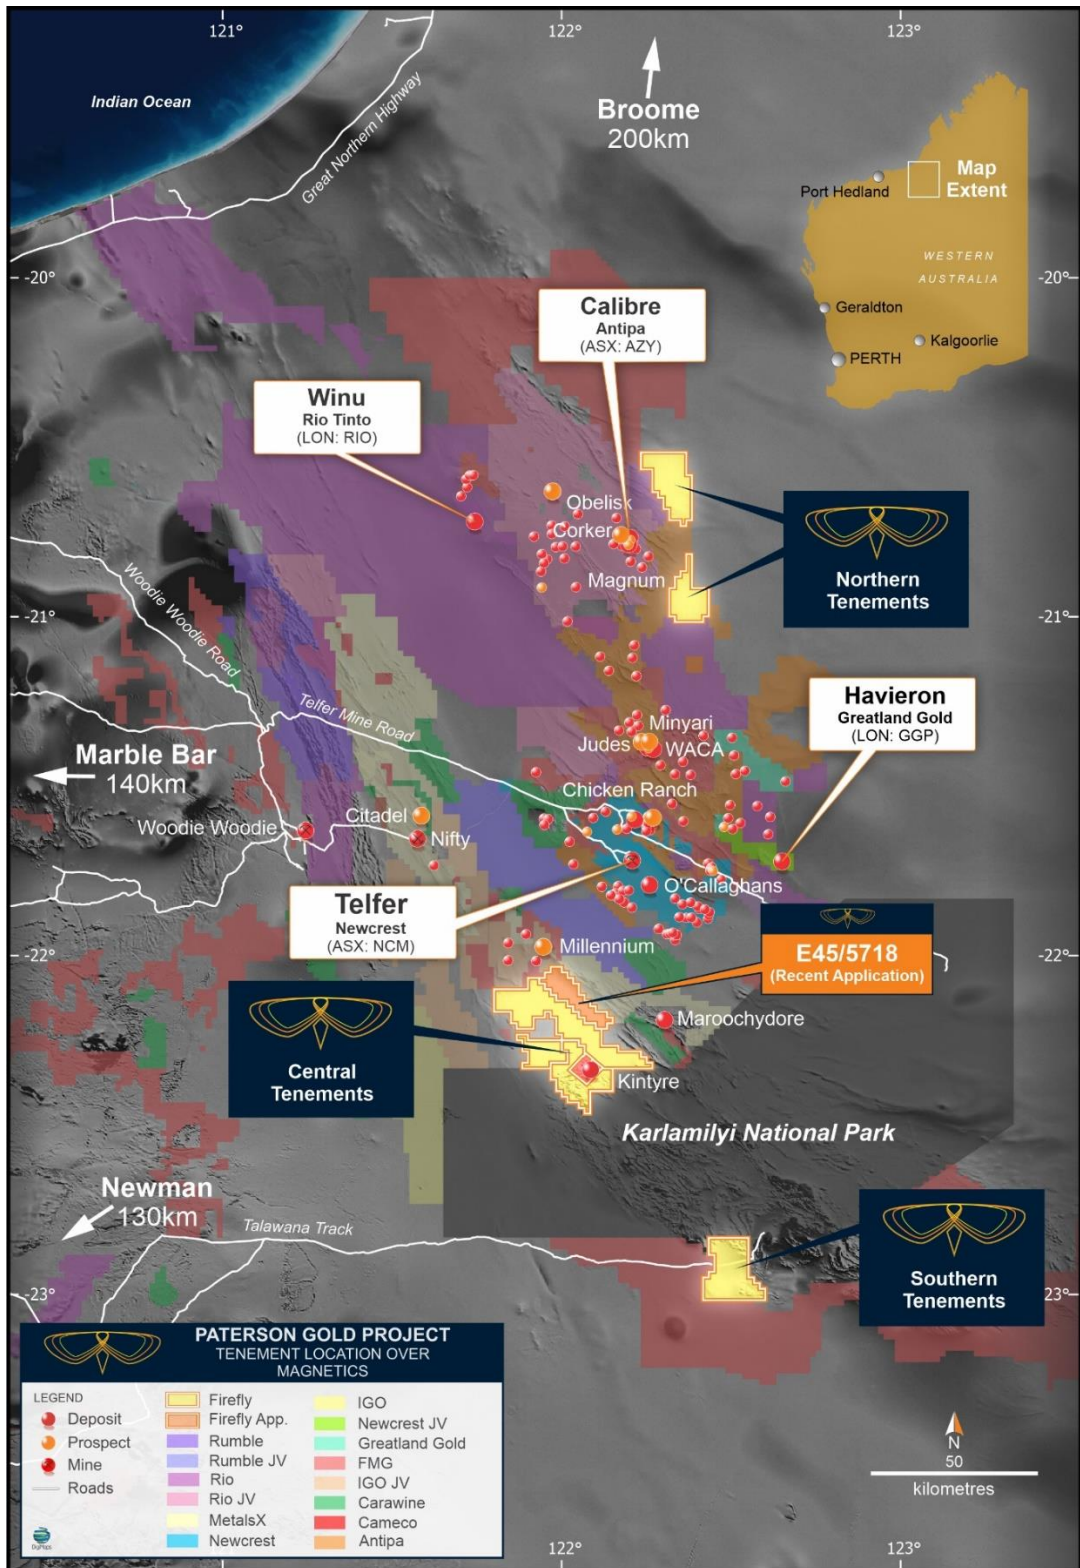 121°
122°
123°
Indian Ocean
Great Northern Highway
Broome
200km
Port Hedland
Map
Extent
WESTERN
AUSTRALIA
Geraldton
Kalgoorlie
PERTH
-20°
-20°
Calibre
Antipa
(ASX: AZY)
Winu
Rio Tinto
(LON: RIO)
Obelisk
Corker
Magnum
Northern
Tenements
-21°
-21°
Woodie Woodie Road
Telfer Mine Road
Havieron
Greatland Gold
(LON: GGP)
Minyari
Judes
WACA
Marble Bar
140km
Chicken Ranch
Citadel
Woodie Woodie
Nifty
Telfer
Newcrest
(ASX: NCM)
O'Callaghans
Millennium
E45/5718
(Recent Application)
-22°
-22°
Maroochydore
Central
Tenements
Kintyre
Karlamilyi National Park
Newman
130km
Talawana Track
Southern
Tenements
-23°
-23°
PATERSON GOLD PROJECT
TENEMENT LOCATION OVER
MAGNETICS
LEGEND
Deposit
Prospect
Mine
Roads
Firefly
Firefly App.
Rumble
Rumble JV
Rio
Rio JV
MetalsX
Newcrest
IGO
Newcrest JV
Greatland Gold
FMG
IGO JV
Carawine
Cameco
Antipa
N
50
kilometres
122°
123°